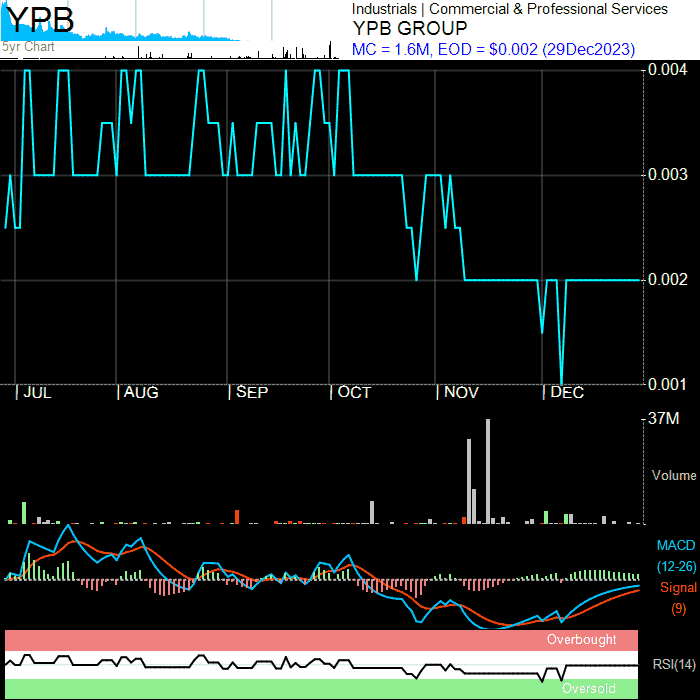 YPB
5yr Chart
Industrials | Commercial & Professional Services
YPB GROUP
MC = 1.6M, EOD = $0.002 (29Dec2023)
0.004
0.003
0.002
0.001
JUL
AUG
SEP
OCT
NOV
DEC
37M
Volume
MACD
(12-26)
Signal
(9)
Overbought
RSI(14)
Oversold